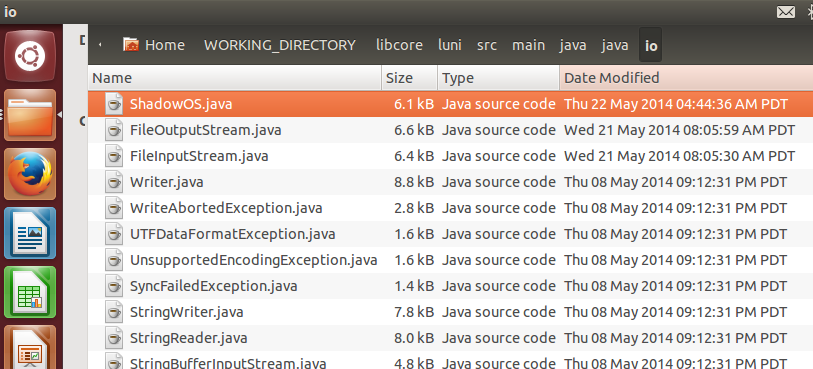 io
Home WORKING_DIRECTORY libcore luni src main java java io
Name Size Type Date Modified
ShadowOS.java 6.1 kB Java source code Thu 22 May 2014 04:44:36 AM PDT
FileOutputStream.java 6.6 kB Java source code Wed 21 May 2014 08:05:59 AM PDT
FileInputStream.java 6.4 kB Java source code Wed 21 May 2014 08:05:30 AM PDT
Writer.java 8.8 kB Java source code Thu 08 May 2014 09:12:31 PM PDT
WriteAbortedException.java 2.8 kB Java source code Thu 08 May 2014 09:12:31 PM PDT
UTFDataFormatException.java 1.6 kB Java source code Thu 08 May 2014 09:12:31 PM PDT
UnsupportedEncodingException.java 1.6 kB Java source code Thu 08 May 2014 09:12:31 PM PDT
SyncFailedException.java 1.4 kB Java source code Thu 08 May 2014 09:12:31 PM PDT
StringWriter.java 7.8 kB Java source code Thu 08 May 2014 09:12:31 PM PDT
StringReader.java 8.0 kB Java source code Thu 08 May 2014 09:12:31 PM PDT
StringBufferInputStream.java 4.8 kB Java source code Thu 08 May 2014 09:12:31 PM PDT